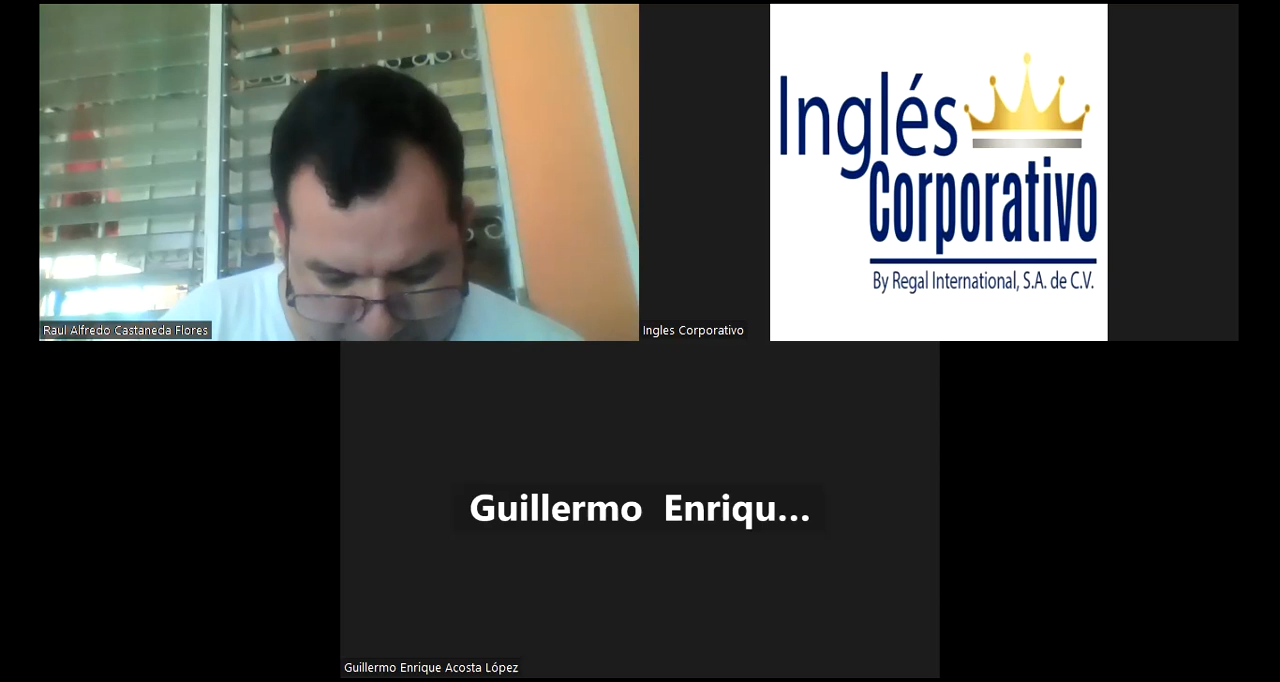 Inglés
Corporativo
By Regal International, S.A. de C.V.
Raul Alfredo Castaneda Flores
Ingles Corporativo
Guillermo Enriqu...
Guillermo Enrique Acosta López